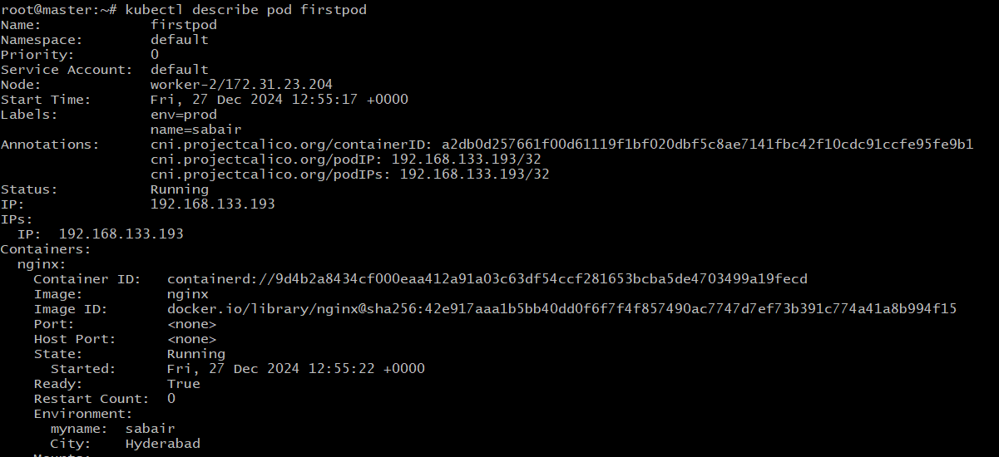 root@master:~# kubectl describe pod firstpod
Name:             firstpod
Namespace:        default
Priority:         0
Service Account:  default
Node:             worker-2/172.31.23.204
Start Time:       Fri, 27 Dec 2024 12:55:17 +0000
Labels:           env=prod
                  name=sabair
Annotations:      cni.projectcalico.org/containerID: a2db0d257661f00d61119f1bf020dbf5c8ae7141fbc42f10cdc91ccfe95fe9b1
                  cni.projectcalico.org/podIP: 192.168.133.193/32
                  cni.projectcalico.org/podIPs: 192.168.133.193/32
Status:           Running
IP:               192.168.133.193
IPs:
  IP:  192.168.133.193
Containers:
  nginx:
    Container ID:   containerd://9d4b2a8434cf000eaa412a91a03c63df54ccf281653bcba5de4703499a19fecd
    Image:          nginx
    Image ID:       docker.io/library/nginx@sha256:42e917aaa1b5bb40dd0f6f7f4f857490ac7747d7ef73b391c774a41a8b994f15
    Port:           <none>
    Host Port:      <none>
    State:          Running
      Started:      Fri, 27 Dec 2024 12:55:22 +0000
    Ready:          True
    Restart Count:  0
    Environment:
      myname:  sabair
      City:    Hyderabad
    Mounts: